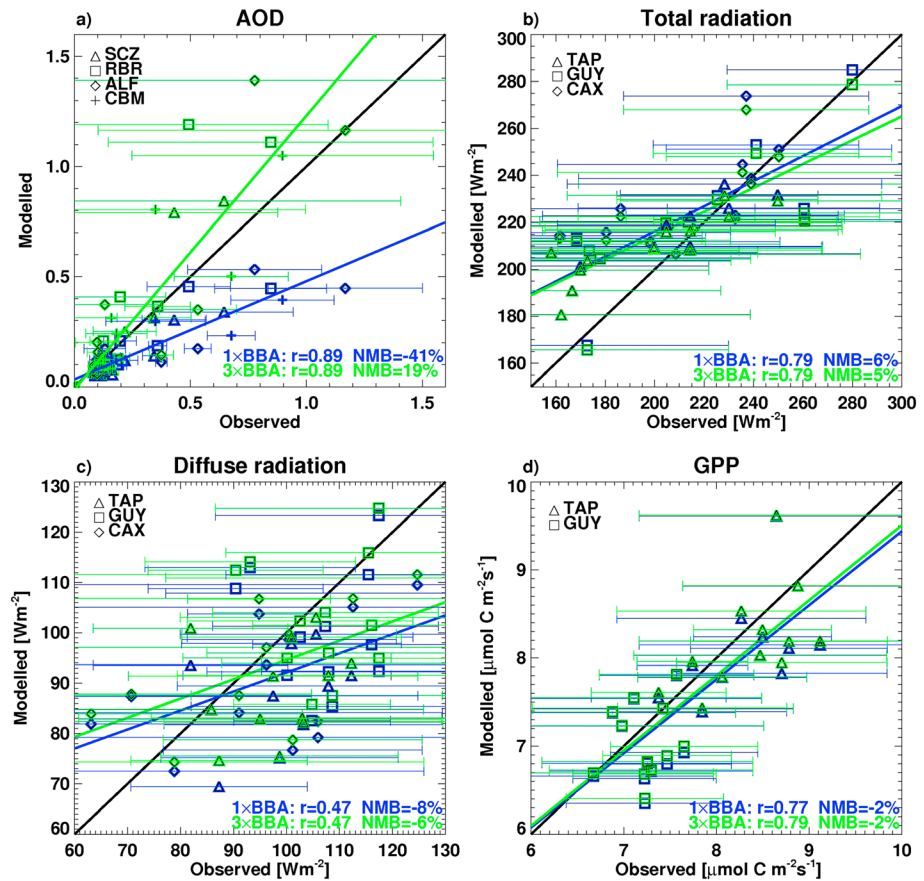 a) AOD
1.6
SCZ
RBR
ALF
CBM
1.0
0.5
0.0
Modelled
0.0 0.5 1.0 1.5
Observed
1×BBA: r=0.89 NMB=-41%
3×BBA: r=0.89 NMB=19%
b) Total radiation
300
TAP
GUY
CAX
280
260
240
220
200
180
160
Modelled [Wm⁻²]
160 180 200 220 240 260 280 300
Observed [Wm⁻²]
1×BBA: r=0.79 NMB=6%
3×BBA: r=0.79 NMB=5%
c) Diffuse radiation
130
TAP
GUY
CAX
120
110
100
90
80
70
60
Modelled [Wm⁻²]
60 70 80 90 100 110 120 130
Observed [Wm⁻²]
1×BBA: r=0.47 NMB=-8%
3×BBA: r=0.47 NMB=-6%
d) GPP
10
TAP
GUY
9
8
7
6
Modelled [μmol C m⁻²s⁻¹]
6 7 8 9 10
Observed [μmol C m⁻²s⁻¹]
1×BBA: r=0.77 NMB=-2%
3×BBA: r=0.79 NMB=-2%